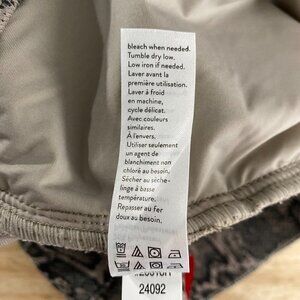 bleach when needed.
Tumble dry low.
Low iron if needed.
Laver avant la
première utilisation.
Laver à froid
en machine,
cycle délicat.
Avec couleurs
similaires.
À l'envers.
Utiliser seulement
un agent de
blanchiment non
chloré au besoin.
Sécher au sèche-
linge à basse
température.
Repasser au fer
doux au besoin.
24092